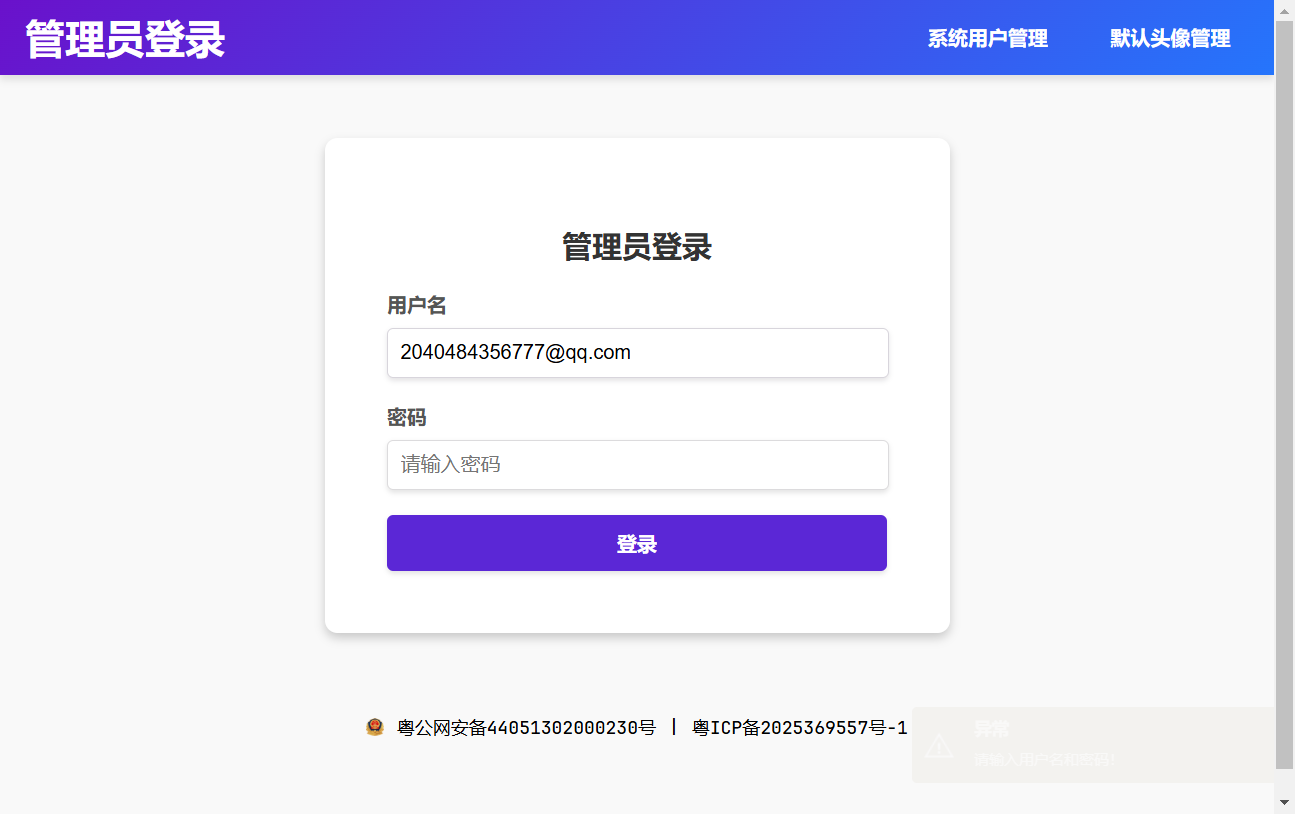 管理员登录
系统用户管理
默认头像管理
管理员登录
用户名
2040484356777@qq.com
密码
请输入密码
登录
粤公网安备44051302000230号 | 粤ICP备2025369557号-1
异常
请输入用户名和密码!